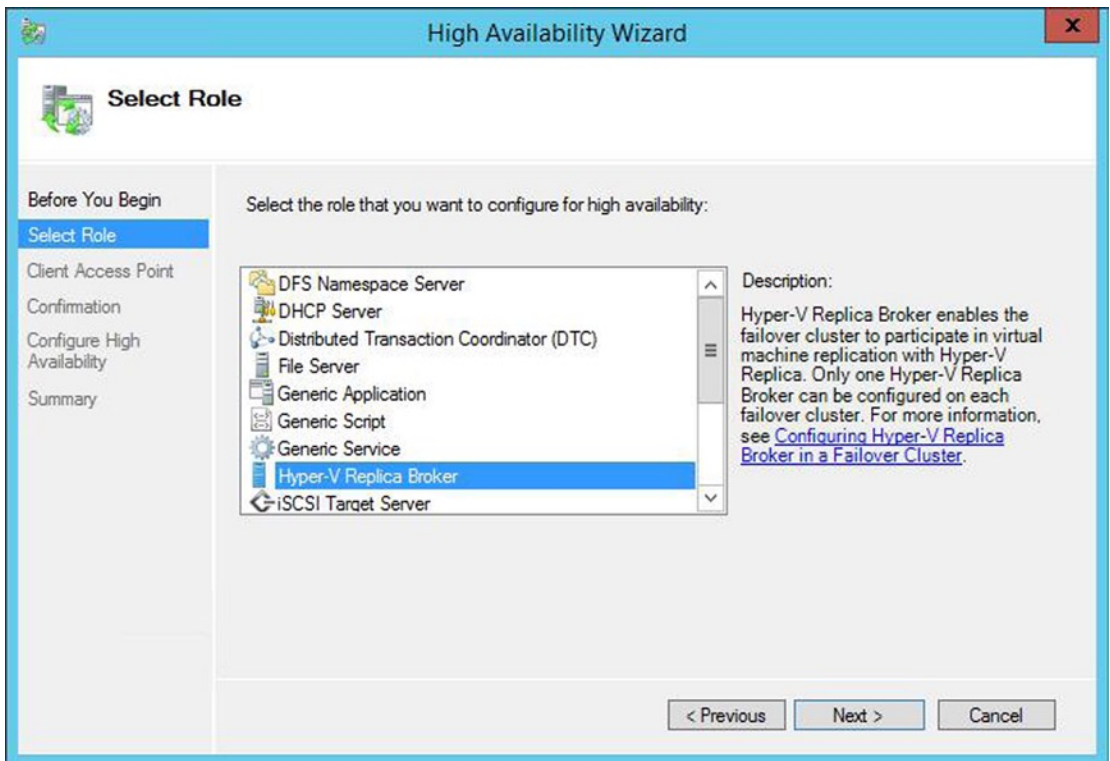 High Availability Wizard
x
Select Role
Before You Begin
Select Role
Client Access Point
Confirmation
Configure High
Availability
Summary
Select the role that you want to configure for high availability:
DFS Namespace Server
DHCP Server
Distributed Transaction Coordinator (DTC)
File Server
Generic Application
Generic Script
Generic Service
Hyper-V Replica Broker
iSCSI Target Server
Description:
Hyper-V Replica Broker enables the
failover cluster to participate in virtual
machine replication with Hyper-V
Replica. Only one Hyper-V Replica
Broker can be configured on each
failover cluster. For more information,
see Configuring Hyper-V Replica
Broker in a Failover Cluster.
< Previous
Next >
Cancel